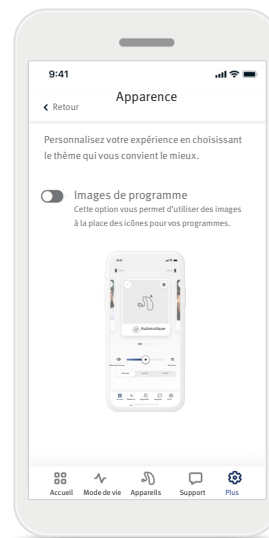 9:41
Retour
Apparence
Personnalisez votre expérience en choisissant
le thème qui vous convient le mieux.
Images de programme
Cette option vous permet d'utiliser des images
à la place des icônes pour vos programmes.
Automatique
Accueil Mode de vie Appareils Support Plus